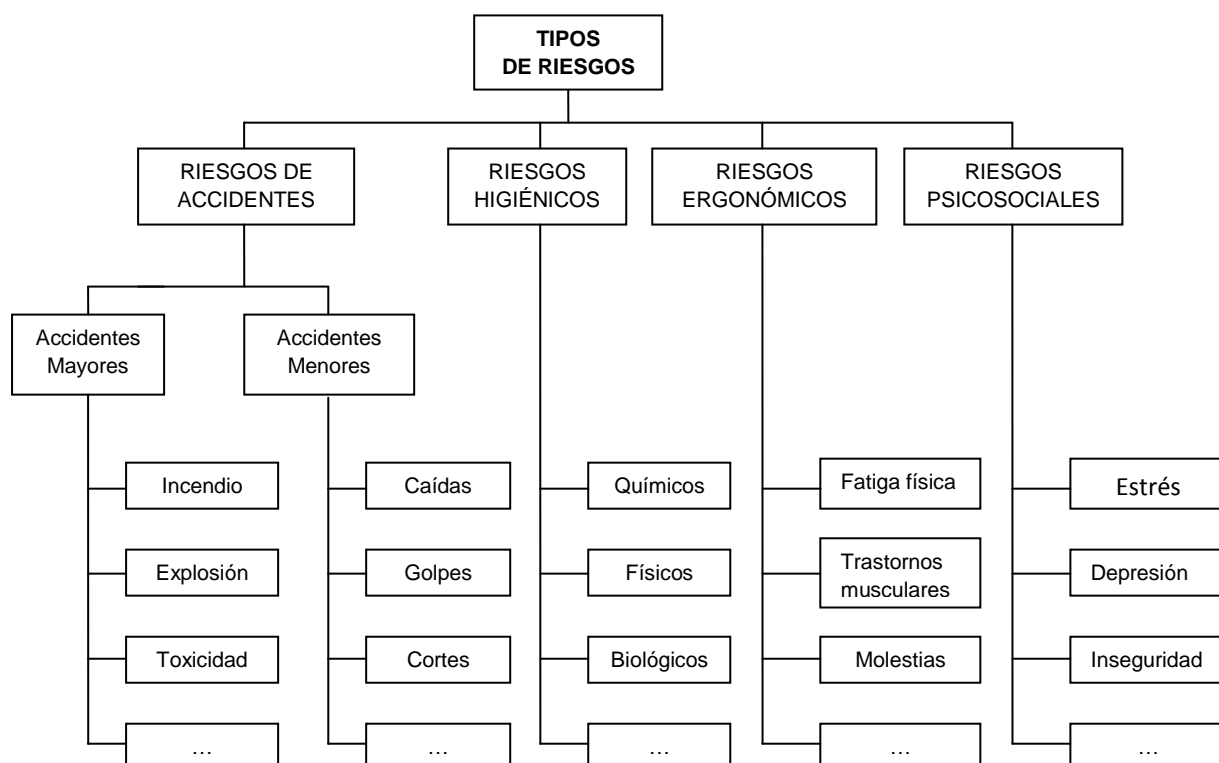 TIPOS
DE RIESGOS
RIESGOS DE
ACCIDENTES
RIESGOS
HIGIÉNICOS
RIESGOS
ERGONÓMICOS
RIESGOS
PSICOSOCIALES
Accidentes
Mayores
Accidentes
Menores
Incendio
Caídas
Químicos
Fatiga física
Estrés
Explosión
Golpes
Físicos
Trastornos
musculares
Depresión
Toxicidad
Cortes
Biológicos
Molestias
Inseguridad
…
…
…
…
…